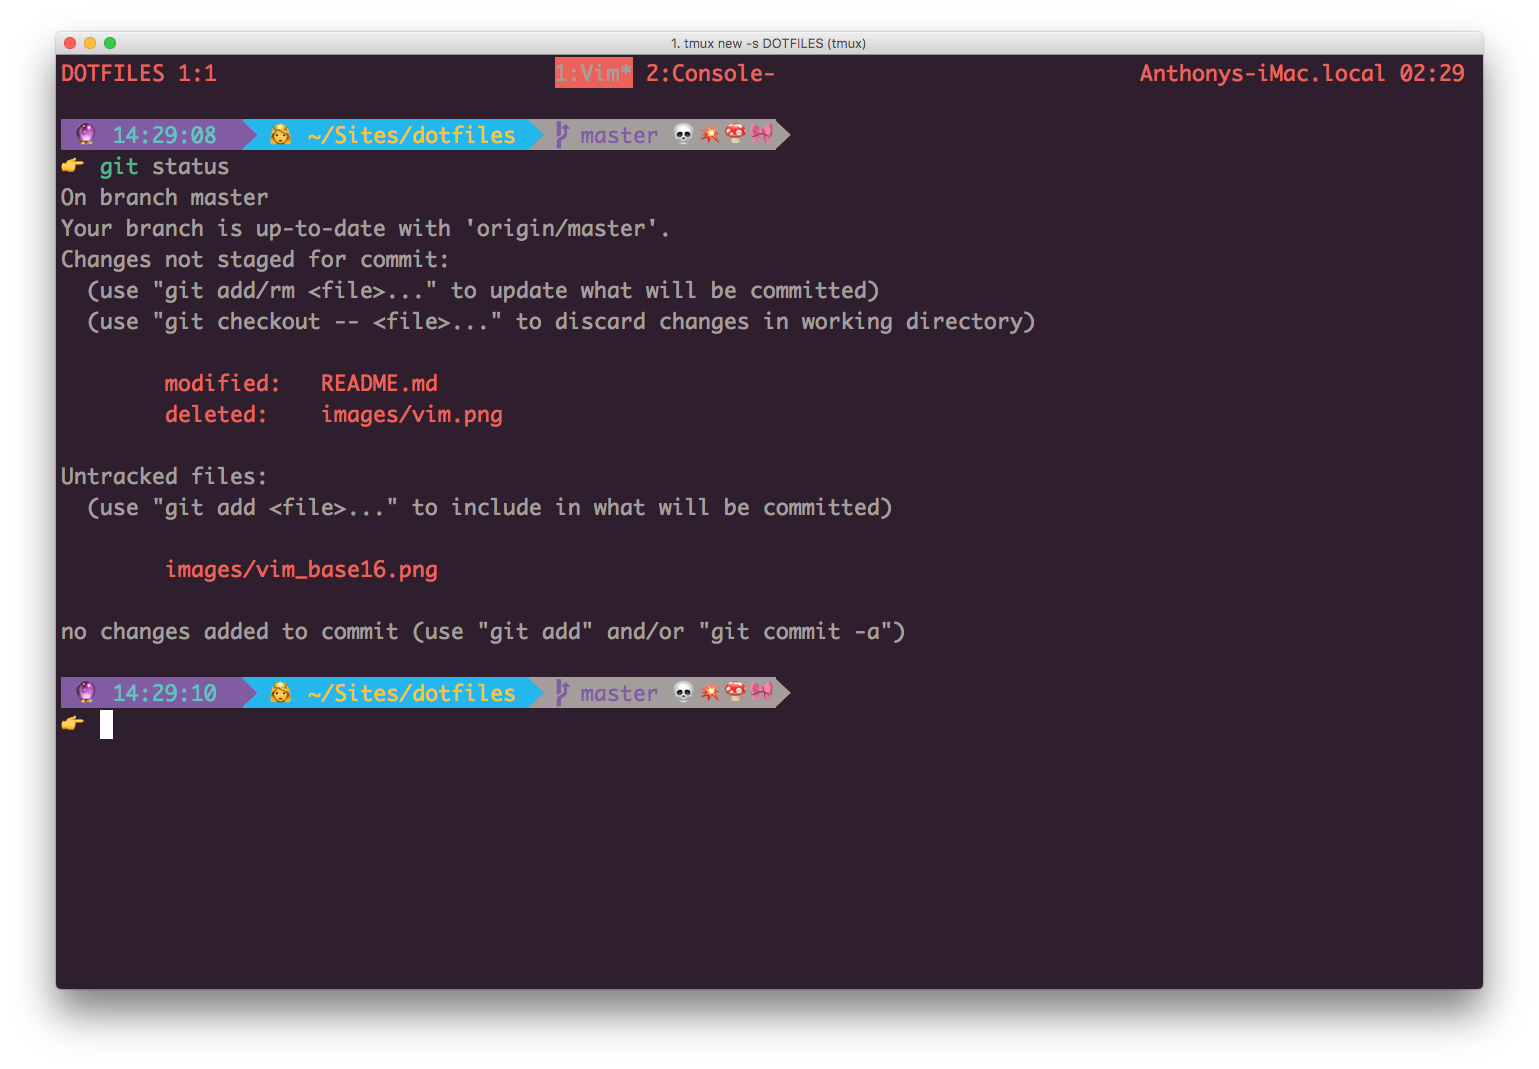 1. tmux new -s DOTFILES (tmux)
DOTFILES 1:1 1:Vim* 2:Console- Anthonys-iMac.local 02:29
🔮 14:29:08 👸 ~/Sites/dotfiles master 💀💥🍄🎀
👉 git status
On branch master
Your branch is up-to-date with 'origin/master'.
Changes not staged for commit:
  (use "git add/rm <file>..." to update what will be committed)
  (use "git checkout -- <file>..." to discard changes in working directory)
        modified:   README.md
        deleted:    images/vim.png
Untracked files:
  (use "git add <file>..." to include in what will be committed)
        images/vim_base16.png
no changes added to commit (use "git add" and/or "git commit -a")
🔮 14:29:10 👸 ~/Sites/dotfiles master 💀💥🍄🎀
👉